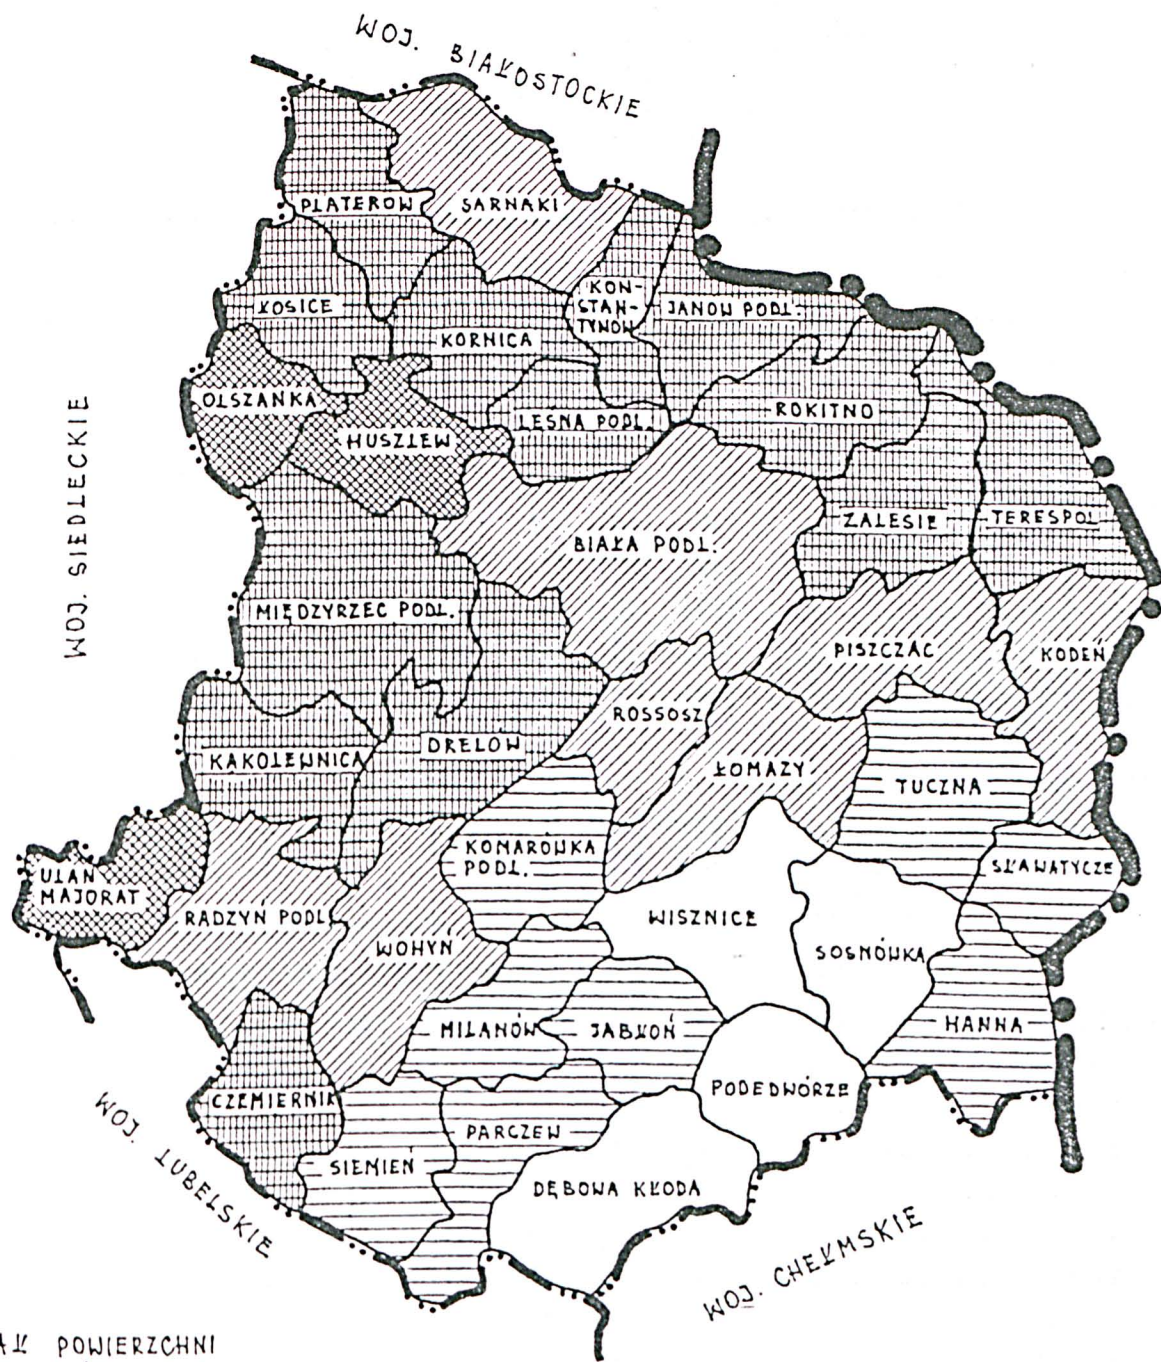 WOJ. BIAŁOSTOCKIE
PLATERÓW
SARNAKI
ŁOSICE
KORNICA
KON-
STAN-
TYNÓW
JANÓW PODL.
OLSZANKA
HUSZLEW
LEŚNA PODL.
ROKITNO
WOJ. SIEDLECKIE
BIAŁA PODL.
ZALESIE
TERESPOL
MIĘDZYRZEC PODL.
PISZCZAC
KODEŃ
ROSSOSZ
KĄKOLEWNICA
DRELÓW
ŁOMAZY
TUCZNA
KOMARÓWKA
PODL.
SŁAWATYCZE
ULAN
MAJORAT
RADZYŃ PODL
WOHYŃ
WISZNICE
SOSNÓWKA
MILANÓW
JABŁOŃ
HANNA
CZEMIERNIKI
PODEDWÓRZE
PARCZEW
SIEMIEŃ
DĘBOWA KŁODA
WOJ. LUBELSKIE
WOJ. CHEŁMSKIE
AŁ POWIERZCHNI